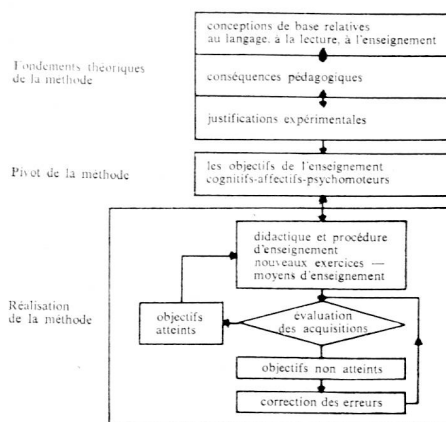 conceptions de base relatives
au langage, à la lecture, à l'enseignement
Fondements théoriques
de la méthode
conséquences pédagogiques
justifications expérimentales
Pivot de la méthode
les objectifs de l'enseignement
cognitifs-affectifs-psychomoteurs
didactique et procédure
d'enseignement
nouveaux exercices —
moyens d'enseignement
Réalisation
de la méthode
objectifs
atteints
évaluation
des acquisitions
objectifs non atteints
correction des erreurs